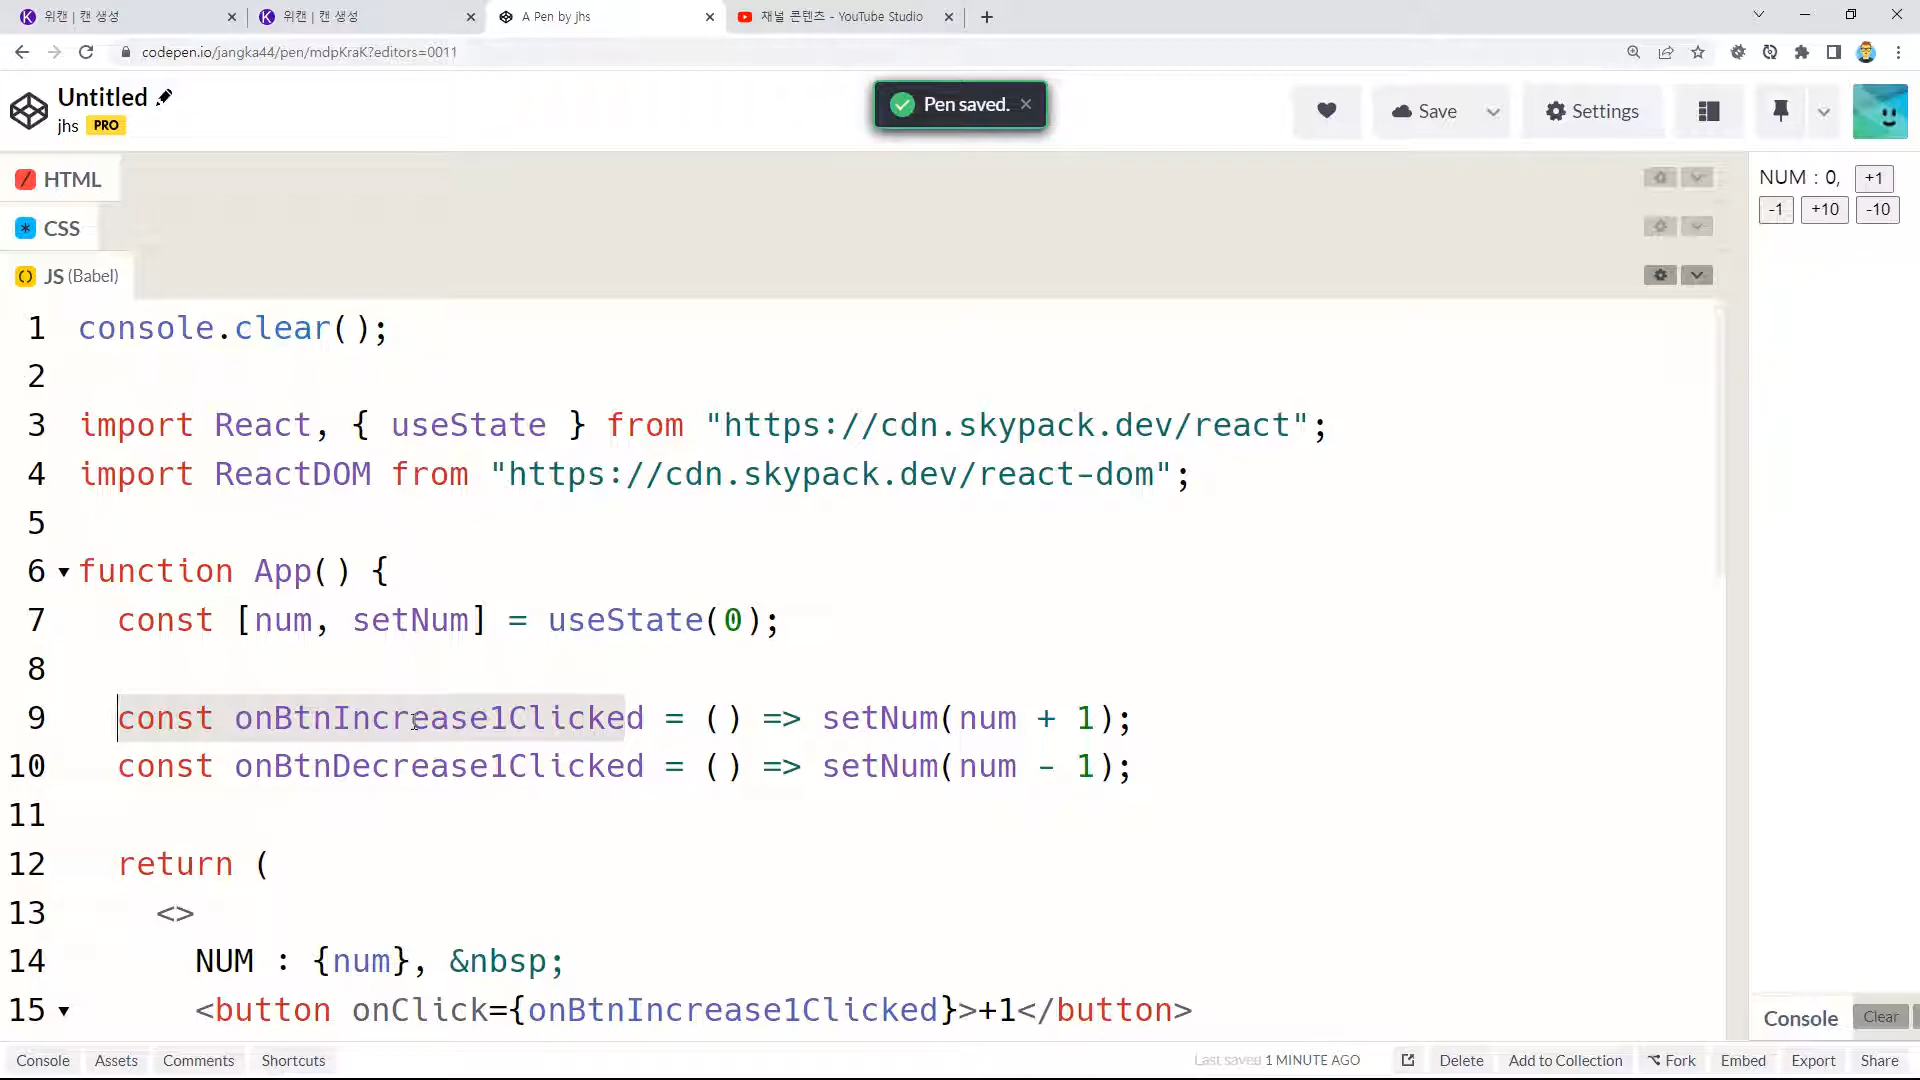 위캔 | 캔 생성
위캔 | 캔 생성
A Pen by jhs
채널 콘텐츠 - YouTube Studio
codepen.io/jangka44/pen/mdpKraK?editors=0011
Untitled
jhs PRO
Pen saved.
Save
Settings
HTML
CSS
JS (Babel)
NUM : 0, +1
-1 +10 -10
1 console.clear();
2
3 import React, { useState } from "https://cdn.skypack.dev/react";
4 import ReactDOM from "https://cdn.skypack.dev/react-dom";
5
6 function App() {
7 const [num, setNum] = useState(0);
8
9 const onBtnIncrease1Clicked = () => setNum(num + 1);
10 const onBtnDecrease1Clicked = () => setNum(num - 1);
11
12 return (
13 <>
14 NUM : {num}, &nbsp;
15 <button onClick={onBtnIncrease1Clicked}>+1</button>
Console Clear
Console Assets Comments Shortcuts
Last saved 1 MINUTE AGO
Delete Add to Collection Fork Embed Export Share